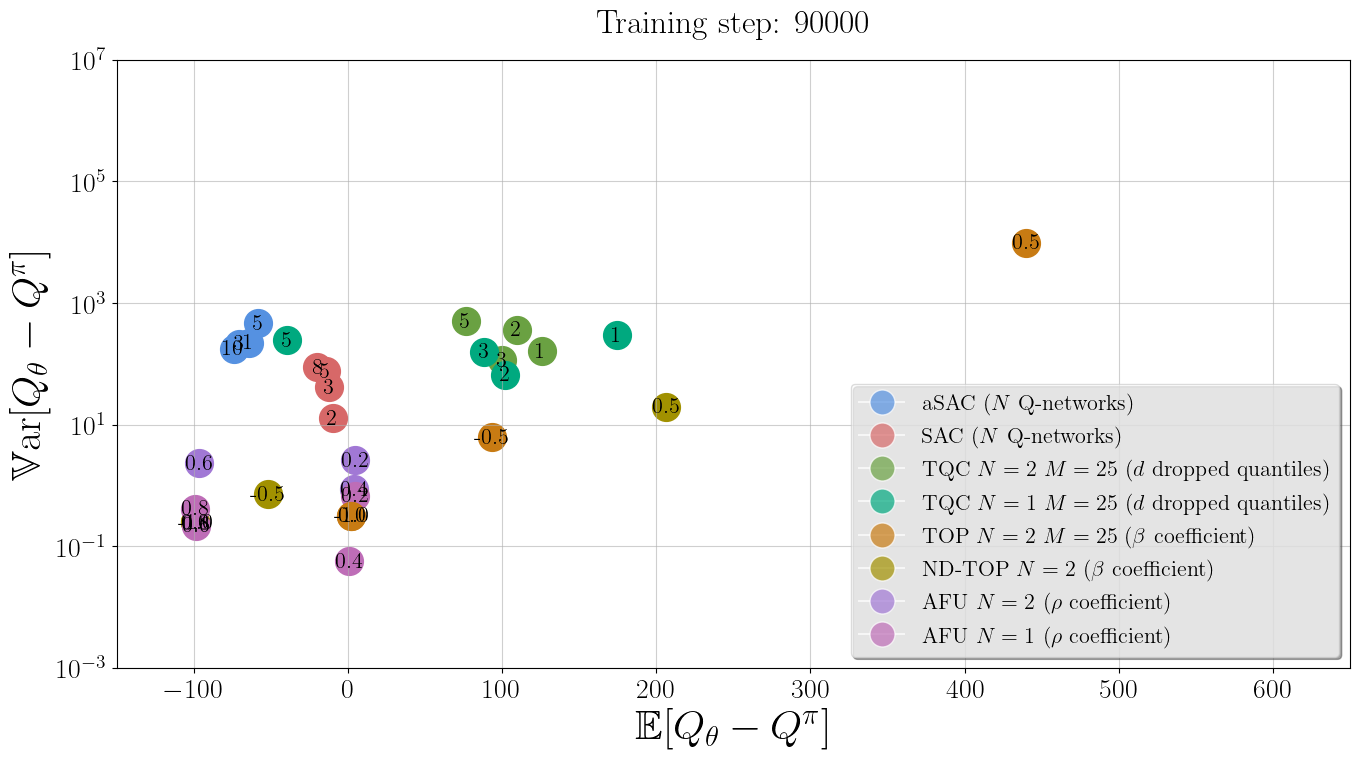 Training step: 90000
10^7
10^5
10^3
10^1
10^{-1}
10^{-3}
𝕍ar[Q_θ − Q^π]
0.5
5
5
3
1
10
5
2
1
1
3
3
2
8
5
3
2
0.5
-0.5
0.6
0.2
-0.5
0.2
0.8
-1.0
0.4
aSAC (N Q-networks)
SAC (N Q-networks)
TQC N = 2 M = 25 (d dropped quantiles)
TQC N = 1 M = 25 (d dropped quantiles)
TOP N = 2 M = 25 (β coefficient)
ND-TOP N = 2 (β coefficient)
AFU N = 2 (ρ coefficient)
AFU N = 1 (ρ coefficient)
−100 0 100 200 300 400 500 600
𝔼[Q_θ − Q^π]